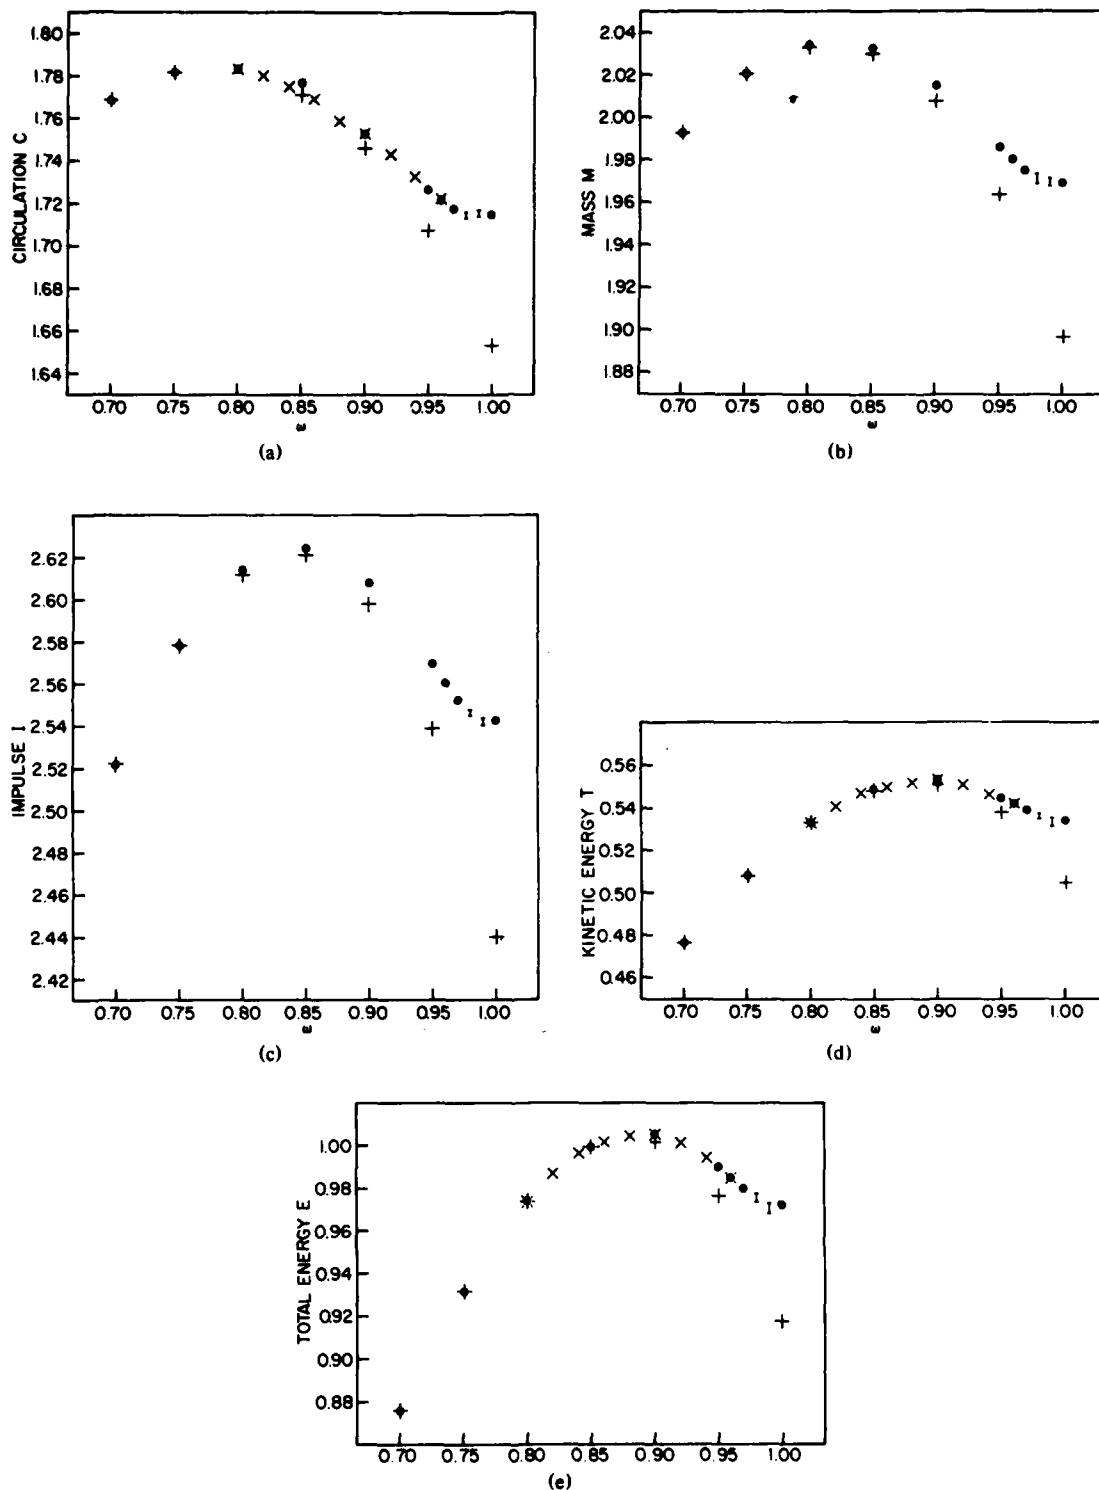 CIRCULATION C
1.80
1.78
1.76
1.74
1.72
1.70
1.68
1.66
1.64
0.70 0.75 0.80 0.85 0.90 0.95 1.00
ω
(a)
MASS M
2.04
2.02
2.00
1.98
1.96
1.94
1.92
1.90
1.88
0.70 0.75 0.80 0.85 0.90 0.95 1.00
ω
(b)
IMPULSE I
2.62
2.60
2.58
2.56
2.54
2.52
2.50
2.48
2.46
2.44
2.42
0.70 0.75 0.80 0.85 0.90 0.95 1.00
ω
(c)
KINETIC ENERGY T
0.56
0.54
0.52
0.50
0.48
0.46
0.70 0.75 0.80 0.85 0.90 0.95 1.00
ω
(d)
TOTAL ENERGY E
1.00
0.98
0.96
0.94
0.92
0.90
0.88
0.70 0.75 0.80 0.85 0.90 0.95 1.00
(e)